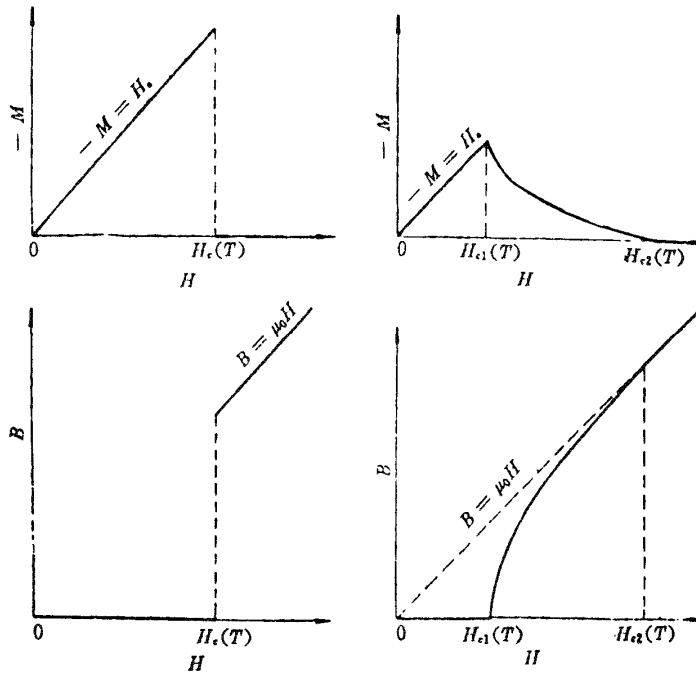 − M
− M = H.
0
H_c(T)
H
− M
− M = H.
0
H_c1(T)
H_c2(T)
H
B
B = μ₀H
0
H_c(T)
H
B
B = μ₀H
0
H_c1(T)
H_c2(T)
H